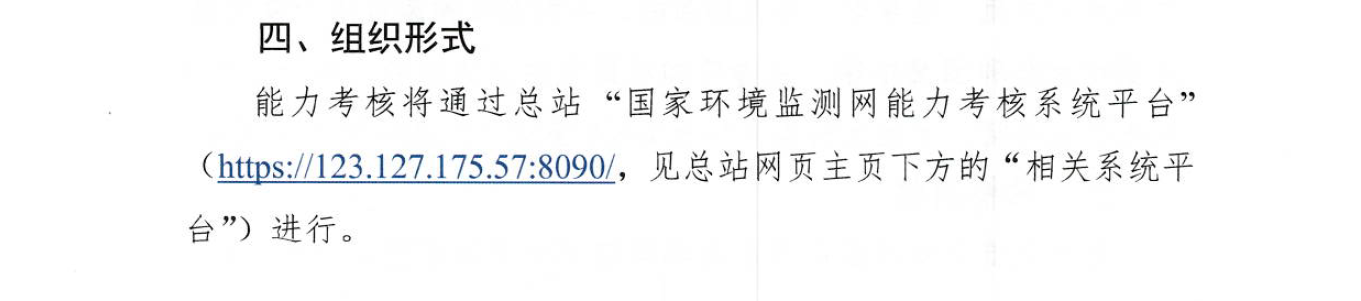 四、组织形式
能力考核将通过总站“国家环境监测网能力考核系统平台”
（https://123.127.175.57:8090/，见总站网页主页下方的“相关系统平
台”）进行。